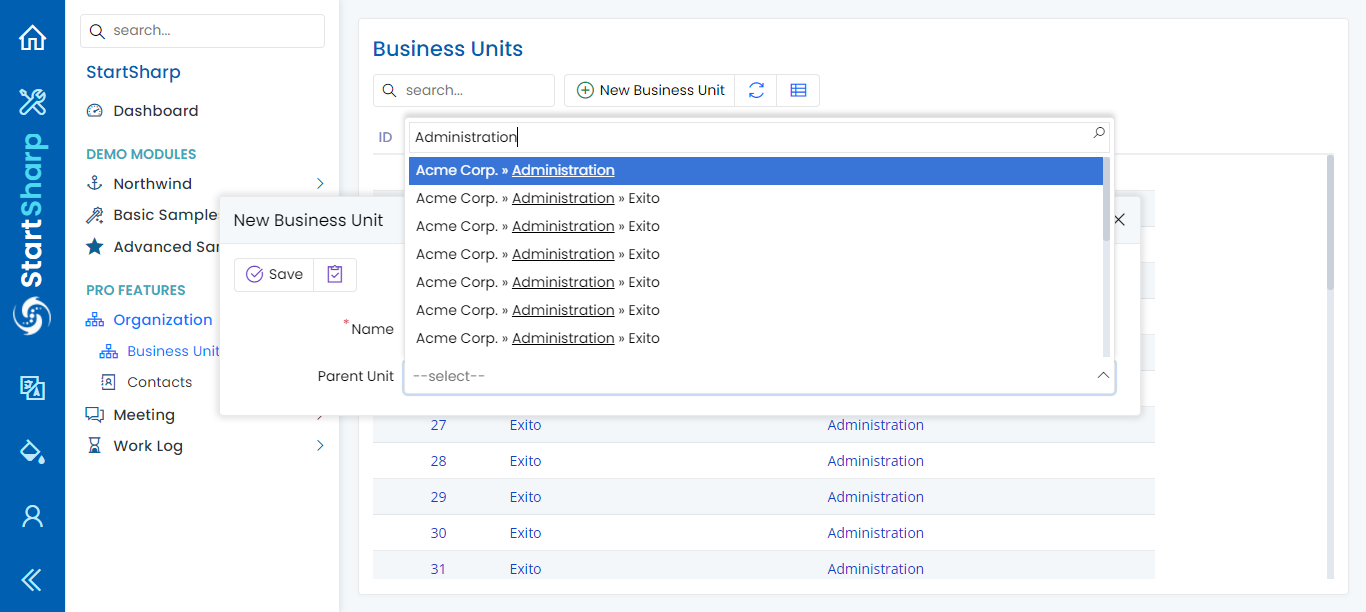 StartSharp
search...
StartSharp
Dashboard
DEMO MODULES
Northwind
Basic Sample
Advanced Sar
PRO FEATURES
Organization
Business Unit
Contacts
Meeting
Work Log
Business Units
search...
New Business Unit
ID
Administration
Acme Corp. » Administration
Acme Corp. » Administration » Exito
Acme Corp. » Administration » Exito
Acme Corp. » Administration » Exito
Acme Corp. » Administration » Exito
Acme Corp. » Administration » Exito
Acme Corp. » Administration » Exito
New Business Unit
Save
*Name
Parent Unit --select--
27 Exito Administration
28 Exito Administration
29 Exito Administration
30 Exito Administration
31 Exito Administration